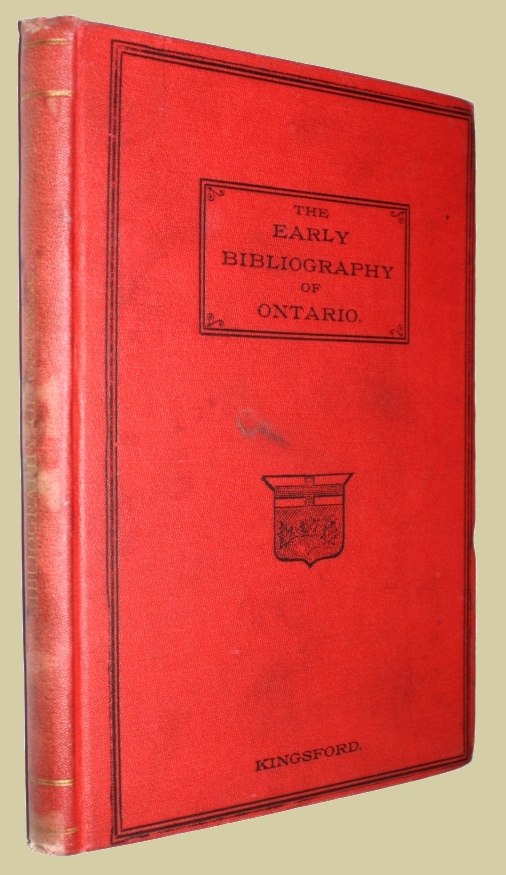 THE
EARLY
BIBLIOGRAPHY
OF
ONTARIO.
KINGSFORD.